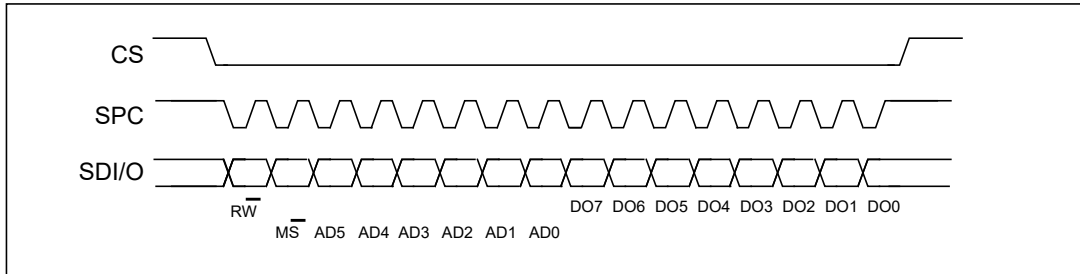 CS
SPC
SDI/O
RW̅ DO7 DO6 DO5 DO4 DO3 DO2 DO1 DO0
MS̅ AD5 AD4 AD3 AD2 AD1 AD0